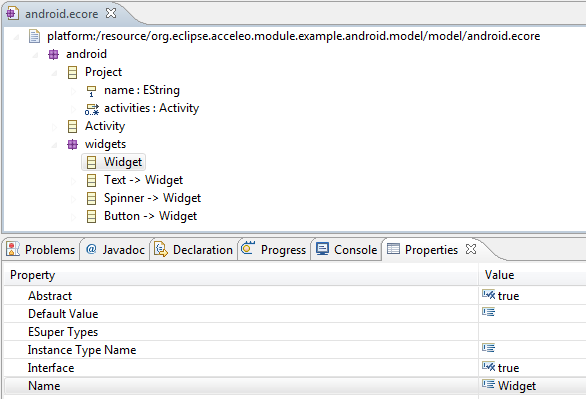 android.ecore
platform:/resource/org.eclipse.acceleo.module.example.android.model/model/android.ecore
android
Project
name : EString
activities : Activity
Activity
widgets
Widget
Text -> Widget
Spinner -> Widget
Button -> Widget
Problems @ Javadoc Declaration Progress Console Properties
Property Value
Abstract true
Default Value
ESuper Types
Instance Type Name
Interface true
Name Widget